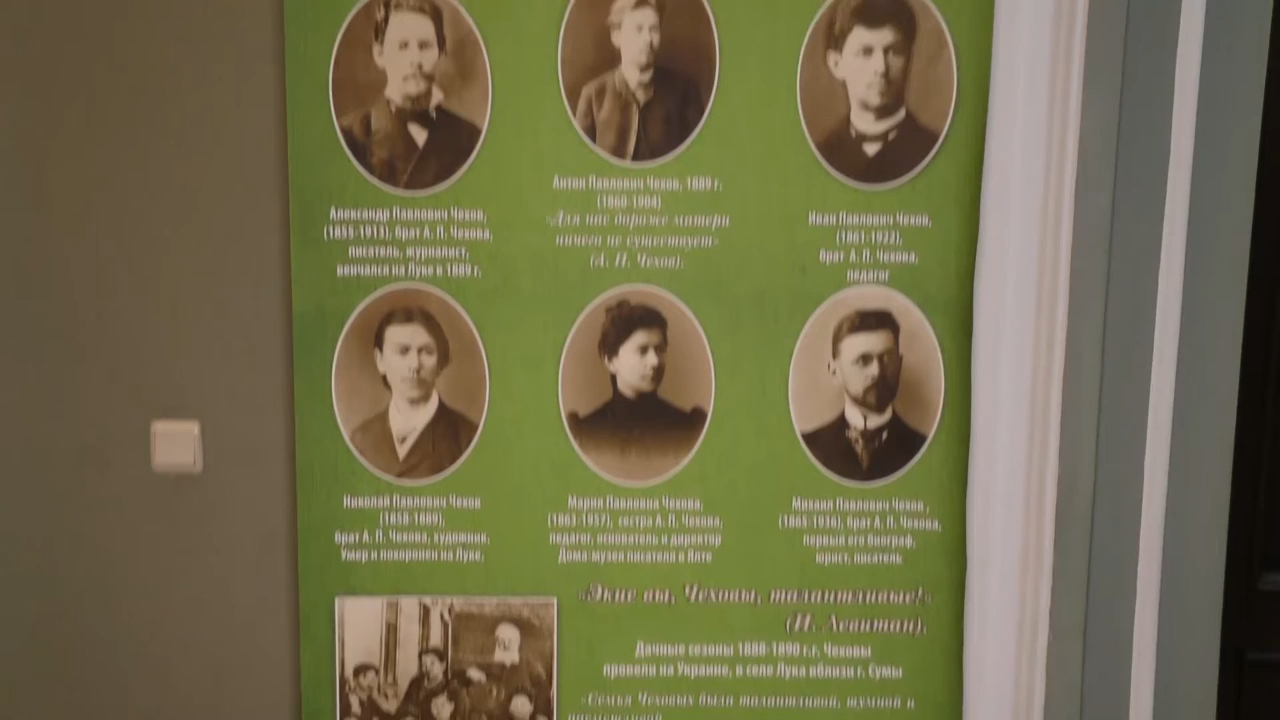 Антон Павлович Чехов, 1889 г.
(1860-1904)
«Для нас дороже матери
ничего не существует»
(А. П. Чехов).
Александр Павлович Чехов,
(1855-1913), брат А. П. Чехова,
писатель, журналист,
венчался на Луке в 1889 г.
Иван Павлович Чехов,
(1861-1922),
брат А. П. Чехова,
педагог
Николай Павлович Чехов
(1858-1889),
брат А. П. Чехова, художник.
Умер и похоронен на Луке.
Мария Павловна Чехова,
(1863-1957), сестра А. П. Чехова,
педагог, основатель и директор
Дома-музея писателя в Ялте
Михаил Павлович Чехов,
(1865-1936), брат А. П. Чехова,
первый его биограф,
юрист, писатель
«Экие вы, Чеховы, талантливые!»
(И. Левитан).
Дачные сезоны 1888-1890 г.г. Чеховы
провели на Украине, в селе Лука вблизи г. Сумы
«Семья Чеховых была талантливой, шумной и